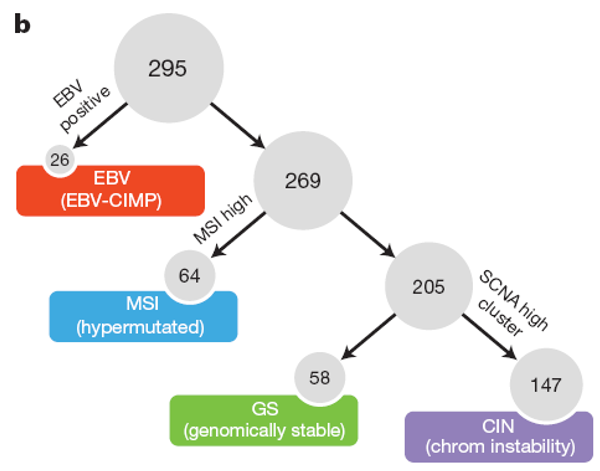 b
295
EBV
positive
26
EBV
(EBV-CIMP)
269
MSI high
64
MSI
(hypermutated)
205
SCNA high
cluster
58
GS
(genomically stable)
147
CIN
(chrom instability)